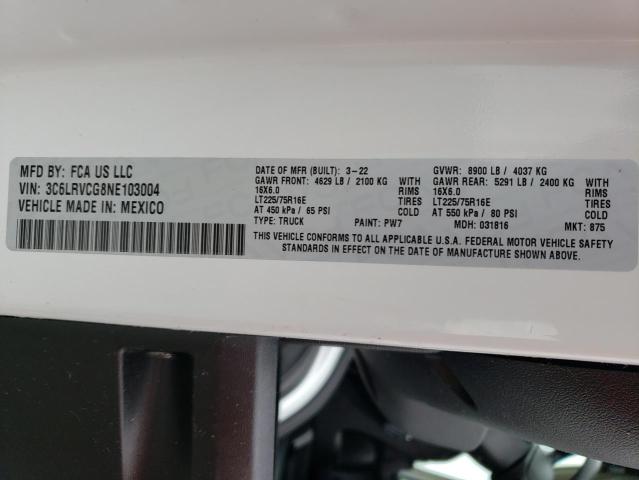 MFD BY: FCA US LLC
VIN: 3C6LRVCG8NE103004
VEHICLE MADE IN: MEXICO
DATE OF MFR (BUILT): 3-22 GVWR: 8900 LB / 4037 KG
GAWR FRONT: 4629 LB / 2100 KG WITH GAWR REAR: 5291 LB / 2400 KG WITH
16X6.0 RIMS 16X6.0 RIMS
LT225/75R16E TIRES LT225/75R16E TIRES
AT 450 kPa / 65 PSI COLD AT 550 kPa / 80 PSI COLD
TYPE: TRUCK PAINT: PW7 MDH: 031816 MKT: 875
THIS VEHICLE CONFORMS TO ALL APPLICABLE U.S.A. FEDERAL MOTOR VEHICLE SAFETY
STANDARDS IN EFFECT ON THE DATE OF MANUFACTURE SHOWN ABOVE.